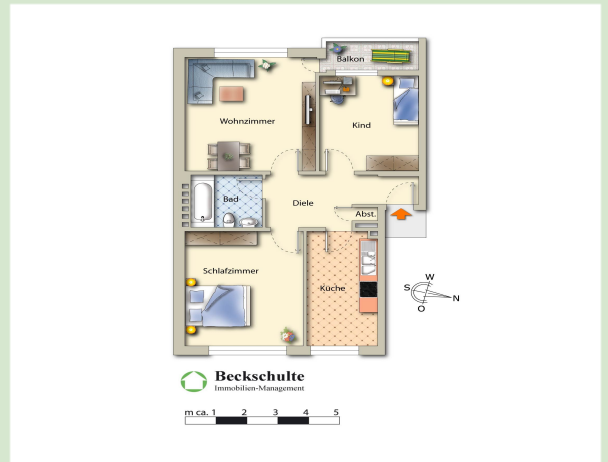 Balkon
Wohnzimmer
Kind
Bad
Diele
Abst.
Schlafzimmer
Küche
W
S
N
O
Beckschulte
Immobilien-Management
m ca. 1 2 3 4 5